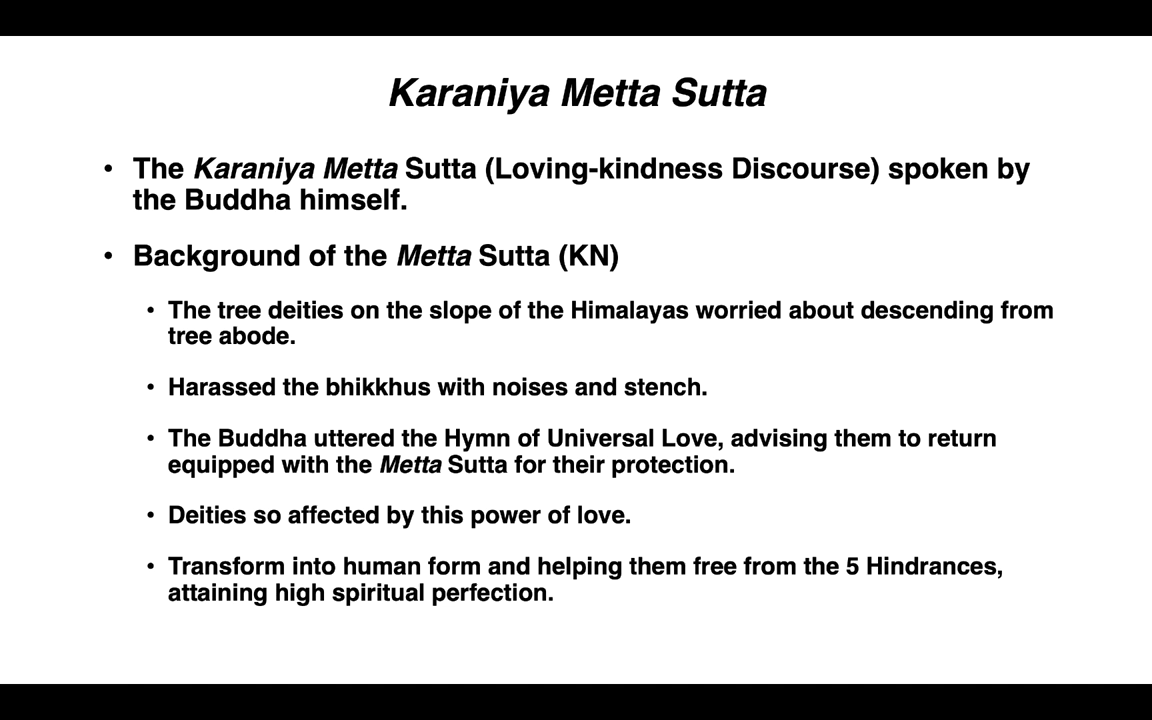 Karaniya Metta Sutta
• The Karaniya Metta Sutta (Loving-kindness Discourse) spoken by
the Buddha himself.
• Background of the Metta Sutta (KN)
• The tree deities on the slope of the Himalayas worried about descending from
tree abode.
• Harassed the bhikkhus with noises and stench.
• The Buddha uttered the Hymn of Universal Love, advising them to return
equipped with the Metta Sutta for their protection.
• Deities so affected by this power of love.
• Transform into human form and helping them free from the 5 Hindrances,
attaining high spiritual perfection.